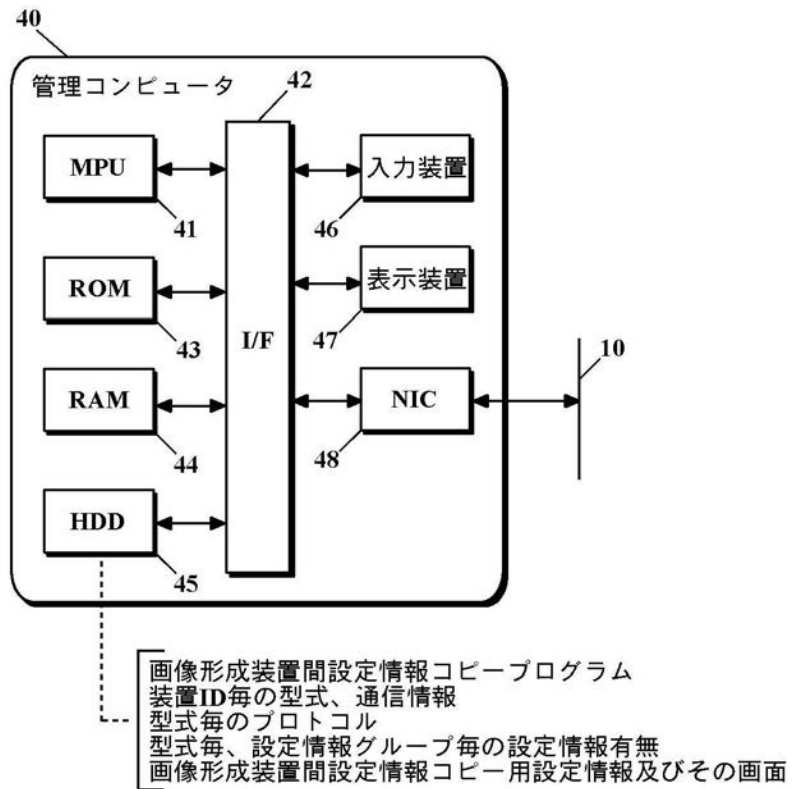 40
管理コンピュータ
42
MPU
41
入力装置
46
ROM
43
I/F
表示装置
47
10
RAM
44
NIC
48
HDD
45
画像形成装置間設定情報コピープログラム
装置ID毎の型式、通信情報
型式毎のプロトコル
型式毎、設定情報グループ毎の設定情報有無
画像形成装置間設定情報コピー用設定情報及びその画面